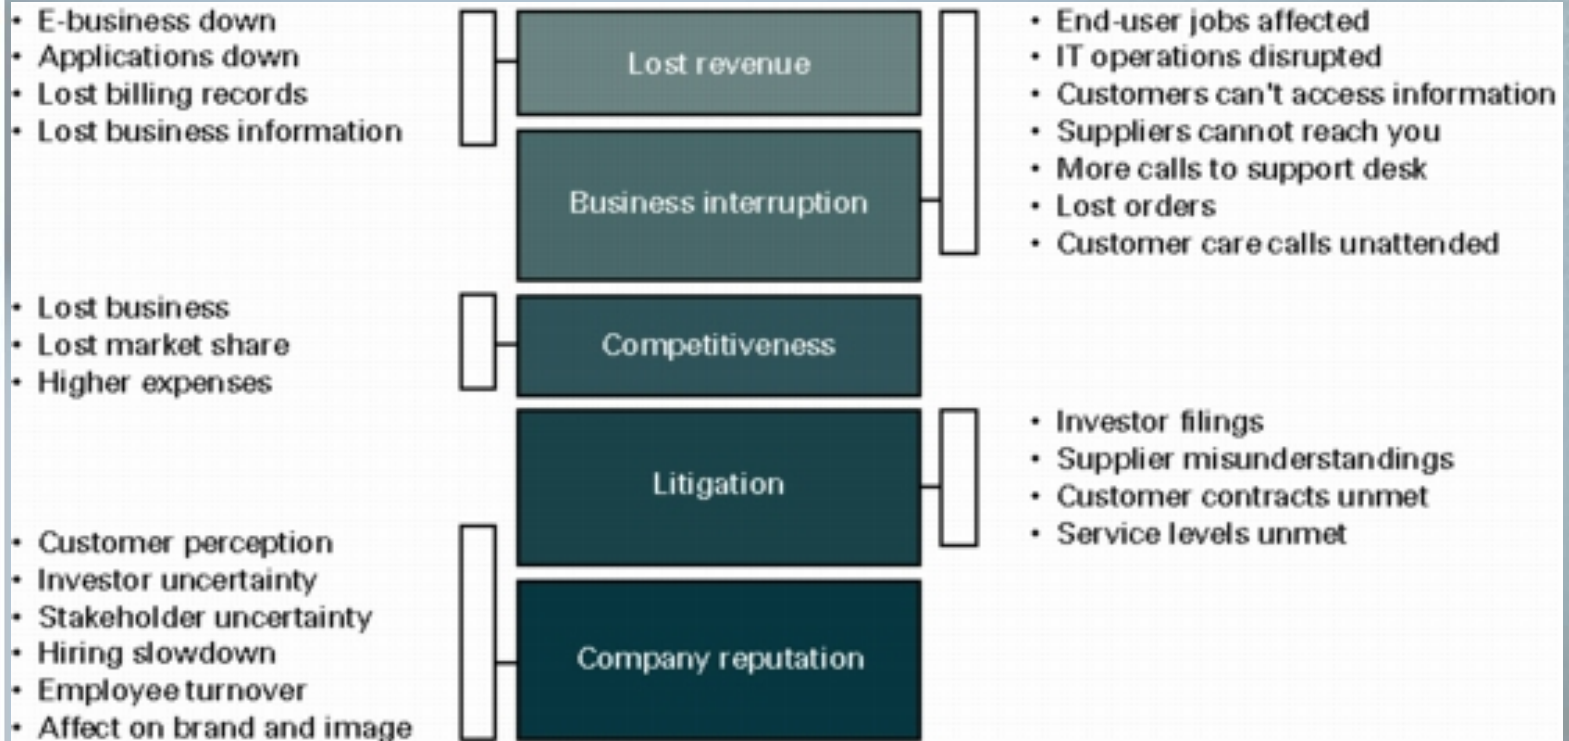 • E-business down
• Applications down
• Lost billing records
• Lost business information
Lost revenue
• End-user jobs affected
• IT operations disrupted
• Customers can't access information
• Suppliers cannot reach you
• More calls to support desk
• Lost orders
• Customer care calls unattended
Business interruption
• Lost business
• Lost market share
• Higher expenses
Competitiveness
Litigation
• Investor filings
• Supplier misunderstandings
• Customer contracts unmet
• Service levels unmet
• Customer perception
• Investor uncertainty
• Stakeholder uncertainty
• Hiring slowdown
• Employee turnover
• Affect on brand and image
Company reputation